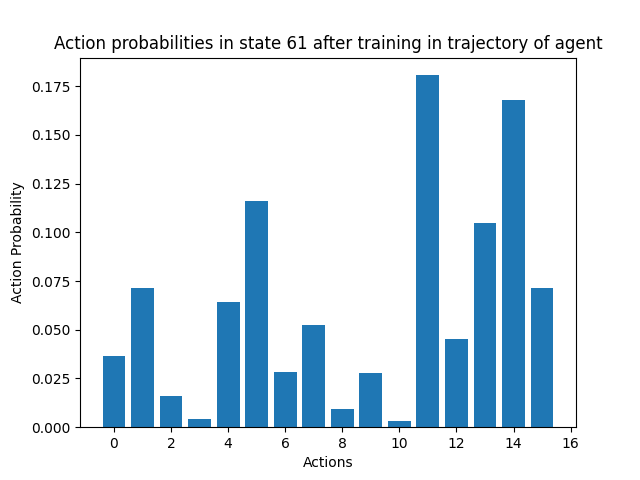 Action probabilities in state 61 after training in trajectory of agent
0.175
0.150
0.125
0.100
0.075
0.050
0.025
0.000
Action Probability
0 2 4 6 8 10 12 14 16
Actions